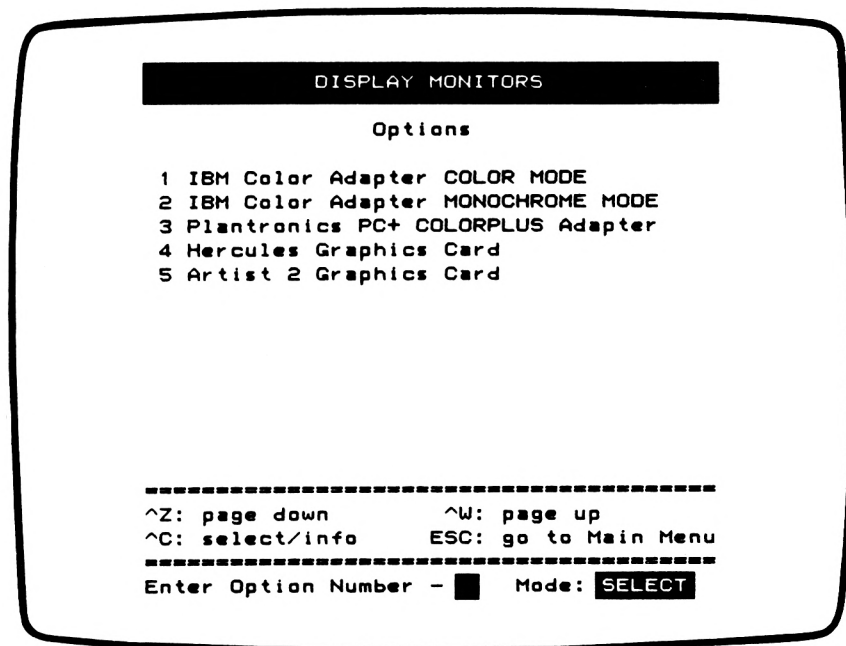 DISPLAY MONITORS
Options
1 IBM Color Adapter COLOR MODE
2 IBM Color Adapter MONOCHROME MODE
3 Plantronics PC+ COLORPLUS Adapter
4 Hercules Graphics Card
5 Artist 2 Graphics Card
========================================
^Z: page down ^W: page up
^C: select/info ESC: go to Main Menu
========================================
Enter Option Number - Mode: SELECT